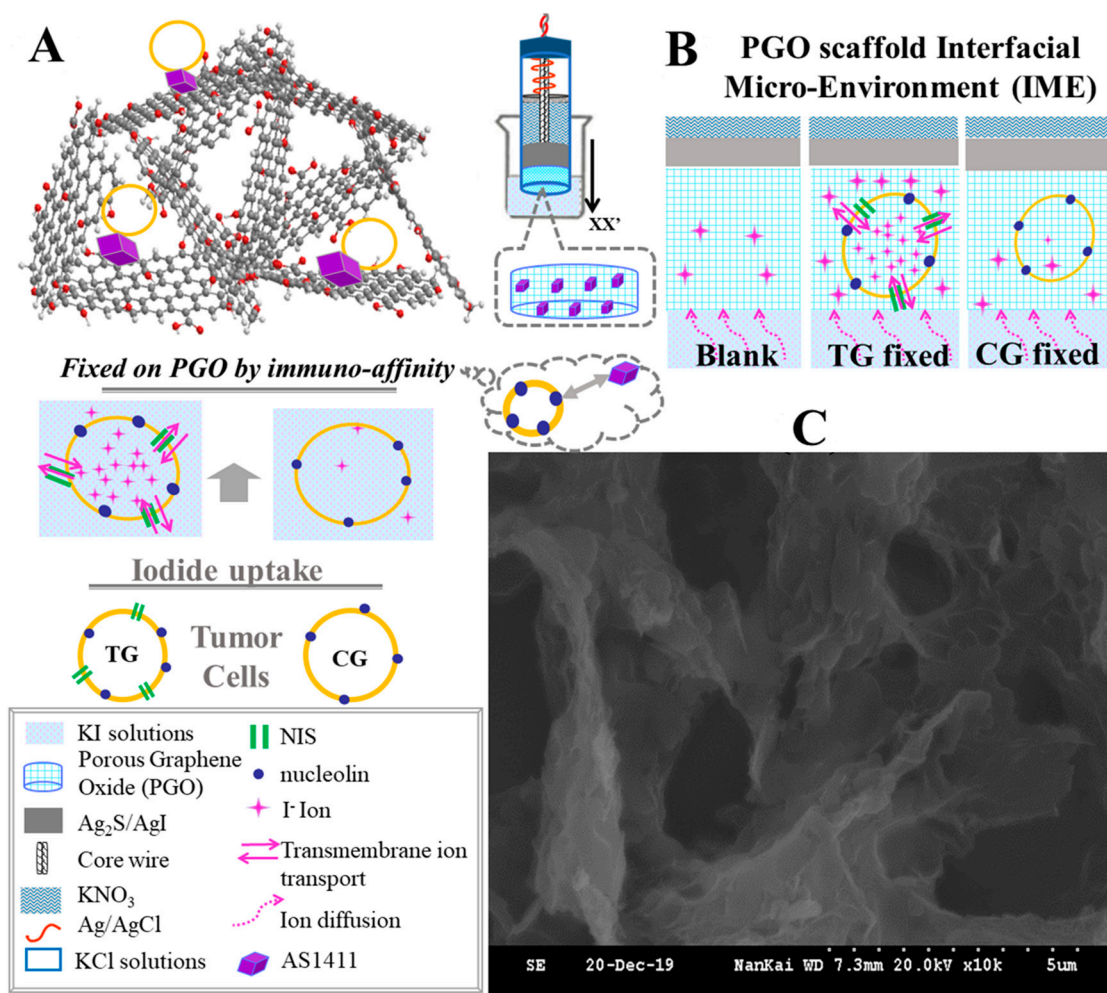 A
XX'
B
PGO scaffold Interfacial
Micro-Environment (IME)
Blank
TG fixed
CG fixed
Fixed on PGO by immuno-affinity
Iodide uptake
TG
Tumor
Cells
CG
KI solutions
Porous Graphene
Oxide (PGO)
Ag₂S/AgI
Core wire
KNO₃
Ag/AgCl
KCl solutions
NIS
nucleolin
I⁻ Ion
Transmembrane ion
transport
Ion diffusion
AS1411
C
SE 20-Dec-19 NanKai WD 7.3mm 20.0kV x10k 5um